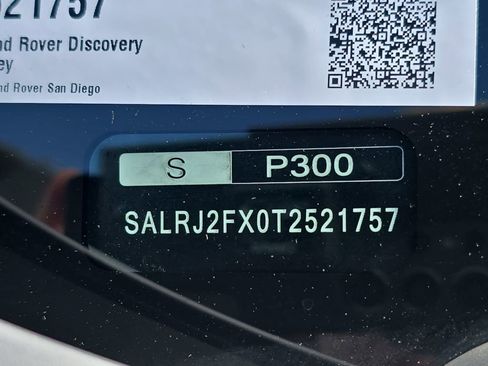 521757
nd Rover Discovery
ey
nd Rover San Diego
S P300
SALRJ2FX0T2521757